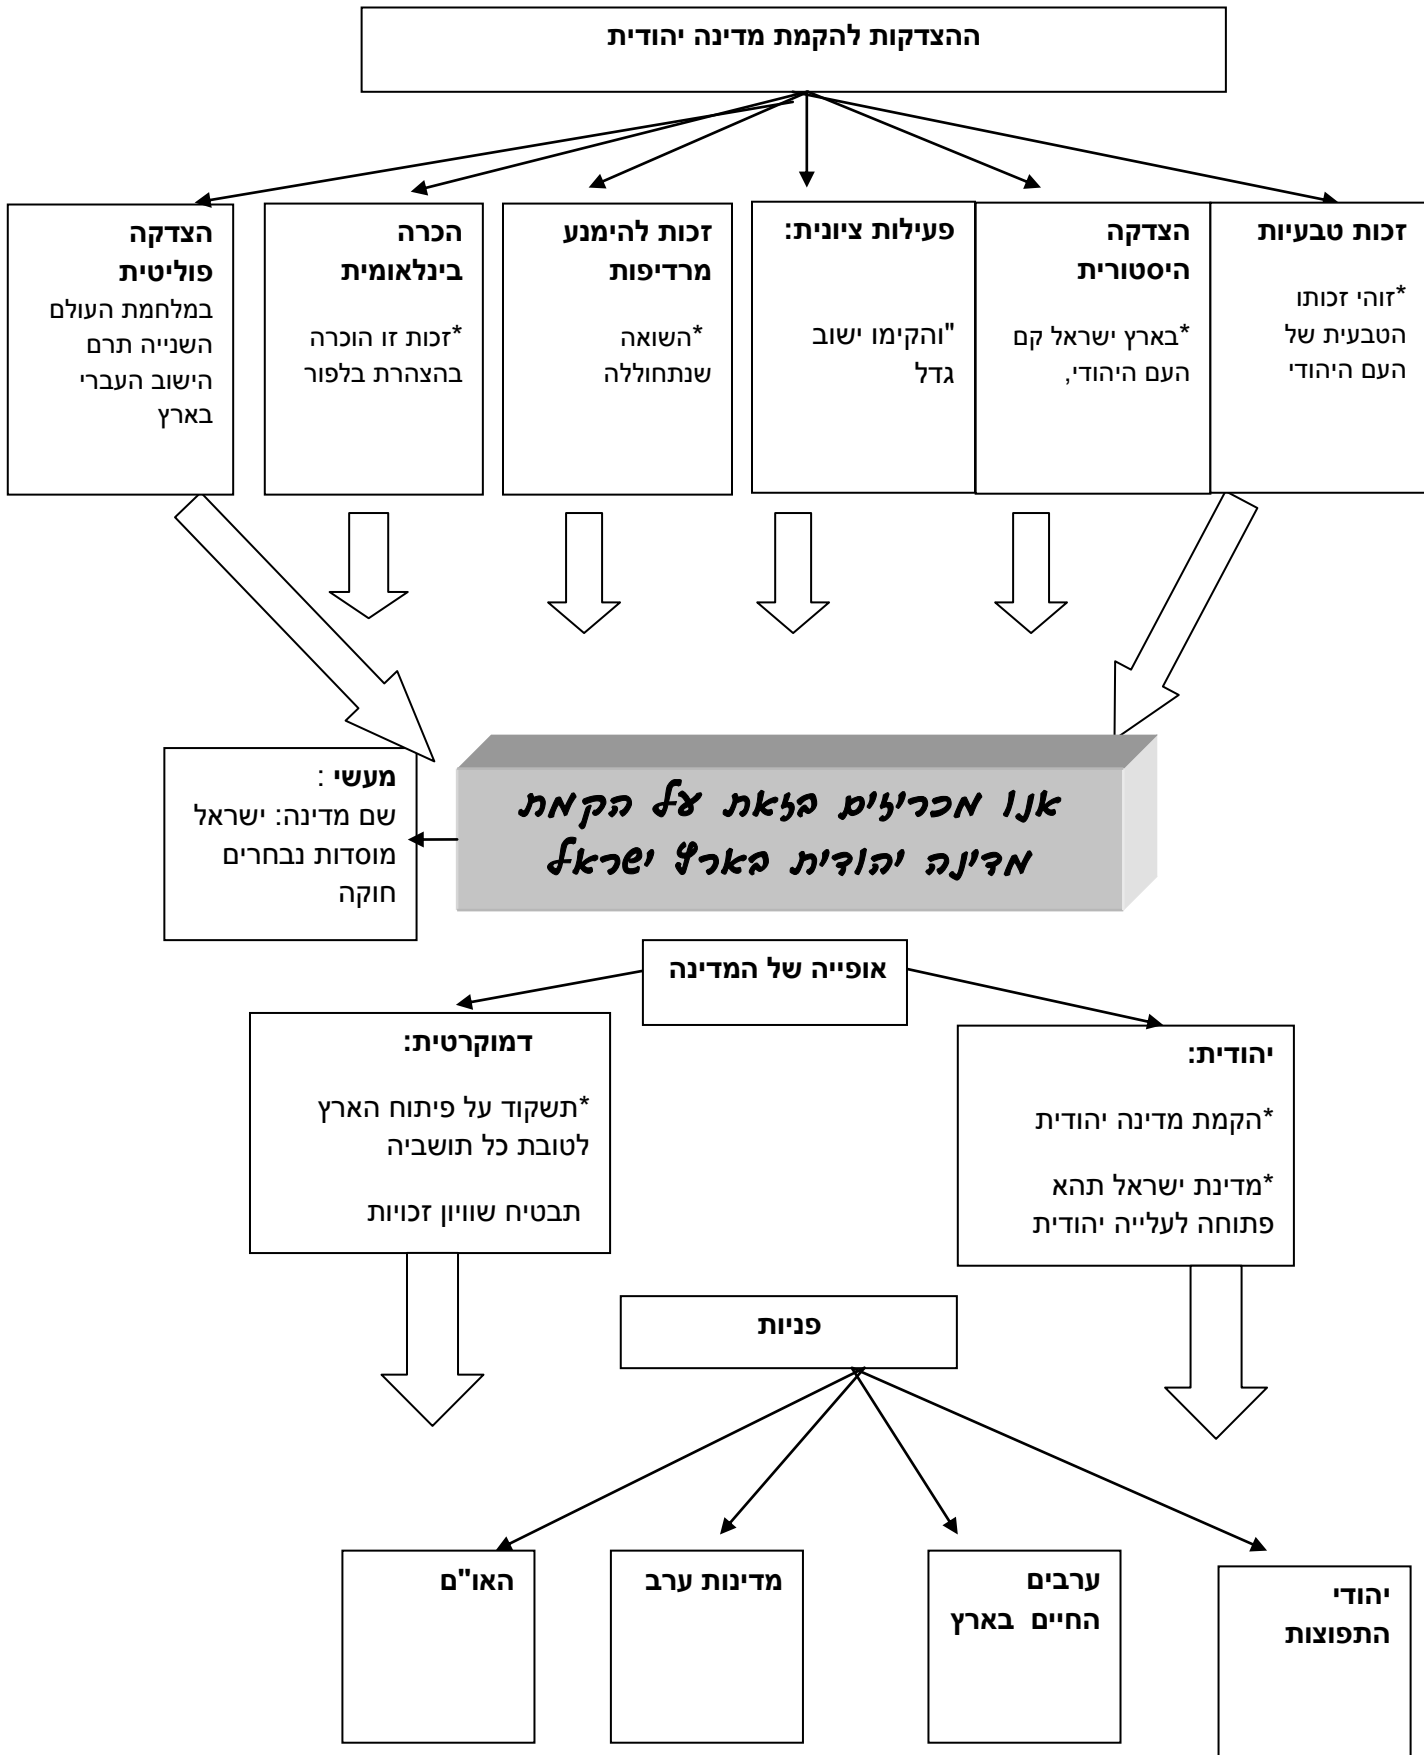 ההצדקות להקמת מדינה יהודית
זכות טבעיות
*זוהי זכותו
הטבעית של
העם היהודי
הצדקה
היסטורית
*בארץ ישראל קם
העם היהודי,
פעילות ציונית:
"והקימו ישוב
גדל
זכות להימנע
מרדיפות
*השואה
שנתחוללה
הכרה
בינלאומית
*זכות זו הוכרה
בהצהרת בלפור
הצדקה
פוליטית
במלחמת העולם
השנייה תרם
הישוב העברי
בארץ
אנו מכריזים בזאת על הקמת
מדינה יהודית בארץ ישראל
מעשי :
שם מדינה: ישראל
מוסדות נבחרים
חוקה
אופייה של המדינה
יהודית:
*הקמת מדינה יהודית
*מדינת ישראל תהא
פתוחה לעלייה יהודית
דמוקרטית:
*תשקוד על פיתוח הארץ
לטובת כל תושביה
תבטיח שוויון זכויות
פניות
יהודי
התפוצות
ערבים
החיים בארץ
מדינות ערב
האו"ם